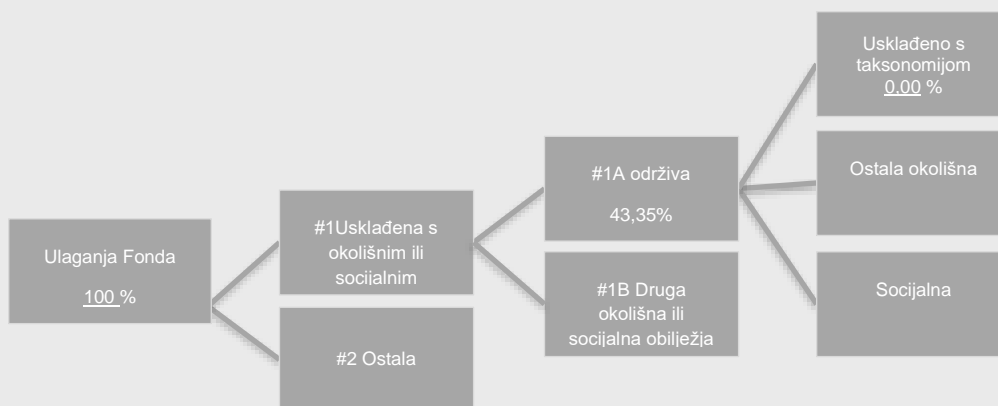 Ulaganja Fonda
100 %
#1Usklađena s
okolišnim ili
socijalnim
#2 Ostala
#1A održiva
43,35%
#1B Druga
okolišna ili
socijalna obilježja
Usklađeno s
taksonomijom
0,00 %
Ostala okolišna
Socijalna